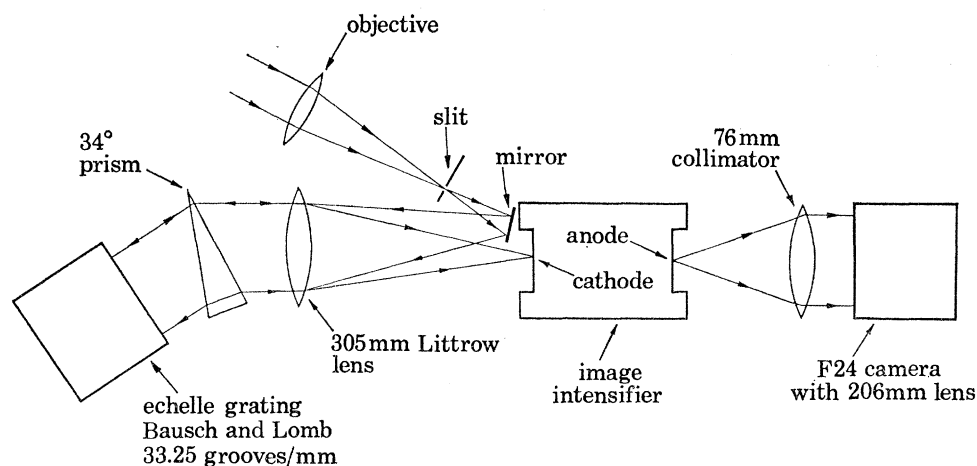 objective
slit
mirror
34°
prism
76mm
collimator
anode
cathode
305mm Littrow
lens
image
intensifier
F24 camera
with 206mm lens
echelle grating
Bausch and Lomb
33.25 grooves/mm